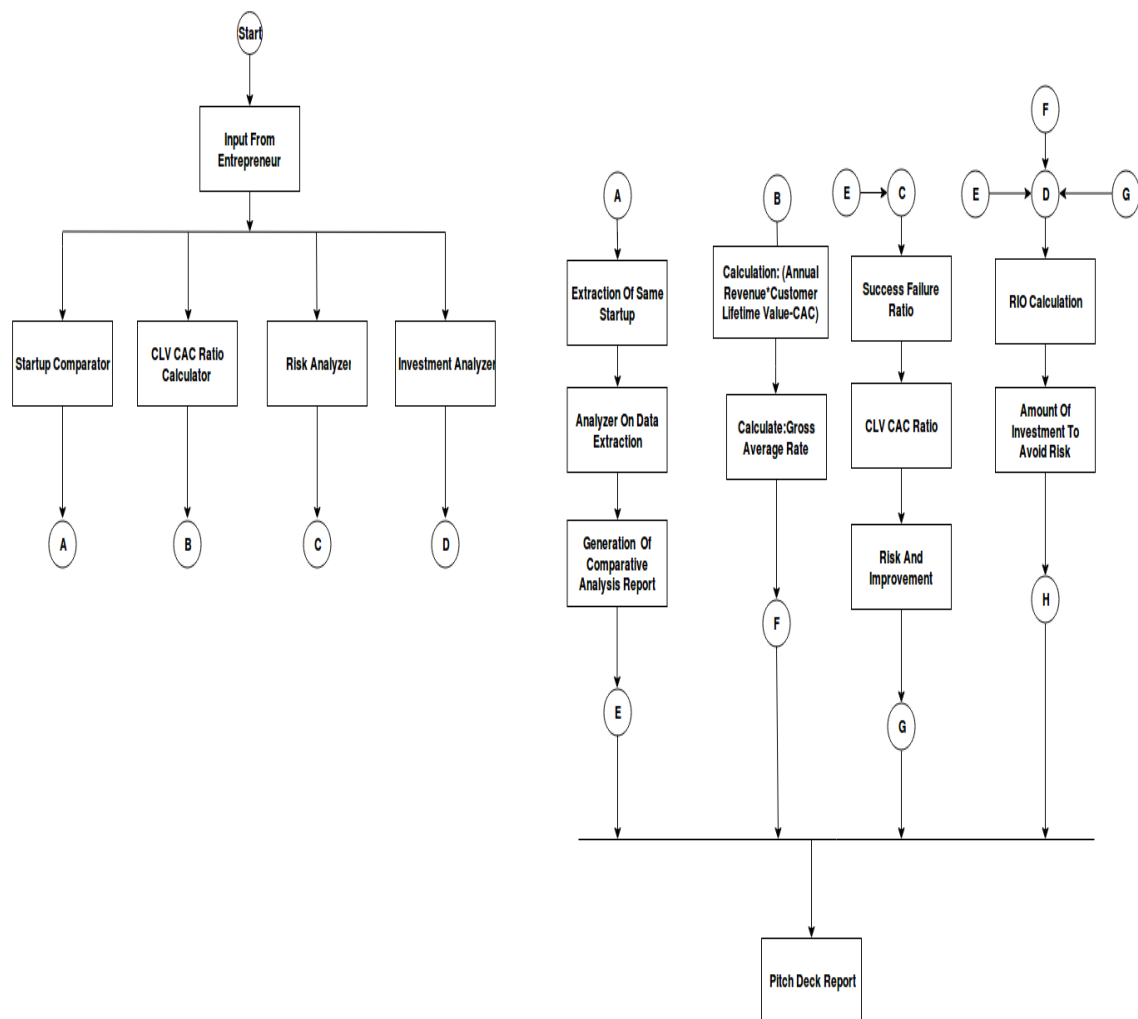 Start
Input From
Entrepreneur
Startup Comparator
CLV CAC Ratio
Calculator
Risk Analyzer
Investment Analyzer
A
B
C
D
A
Extraction Of Same
Startup
Analyzer On Data
Extraction
Generation Of
Comparative
Analysis Report
E
B
Calculation: (Annual
Revenue*Customer
Lifetime Value-CAC)
Calculate:Gross
Average Rate
F
E
C
Success Failure
Ratio
CLV CAC Ratio
Risk And
Improvement
G
F
E
D
G
RIO Calculation
Amount Of
Investment To
Avoid Risk
H
Pitch Deck Report